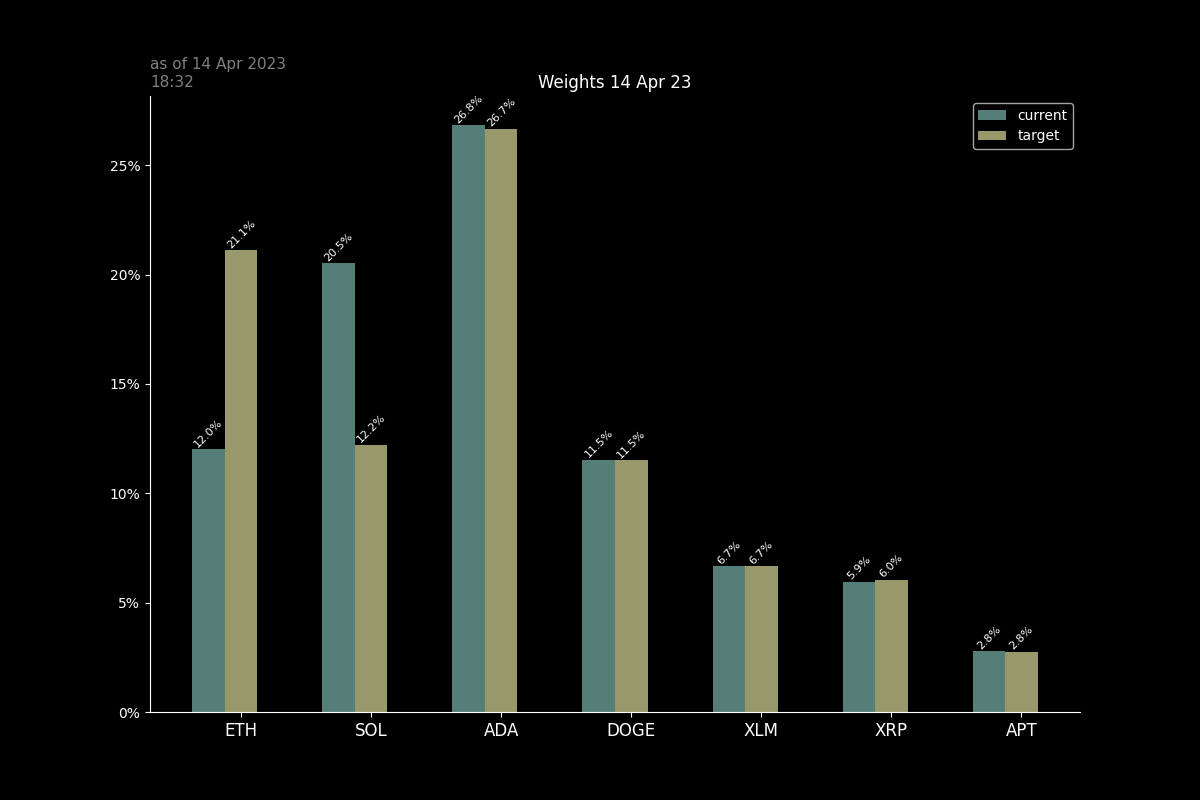 as of 14 Apr 2023
18:32
Weights 14 Apr 23
current
target
25%
20%
15%
10%
5%
0%
12.0%
21.1%
20.5%
12.2%
26.8%
26.7%
11.5%
11.5%
6.7%
6.7%
5.9%
6.0%
2.8%
2.8%
ETH
SOL
ADA
DOGE
XLM
XRP
APT